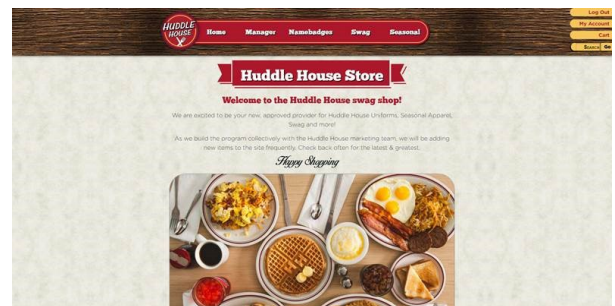 Log Out
My Account
Cart
Search Go
HUDDLE
HOUSE
Home Manager Namebadges Swag Seasonal
Huddle House Store
Welcome to the Huddle House swag shop!
We are excited to be your new, approved provider for Huddle House Uniforms, Seasonal Apparel,
Swag and more!
As we build the program collectively with the Huddle House marketing team, we will be adding
new items to the site frequently. Check back often for the latest & greatest.
Happy Shopping